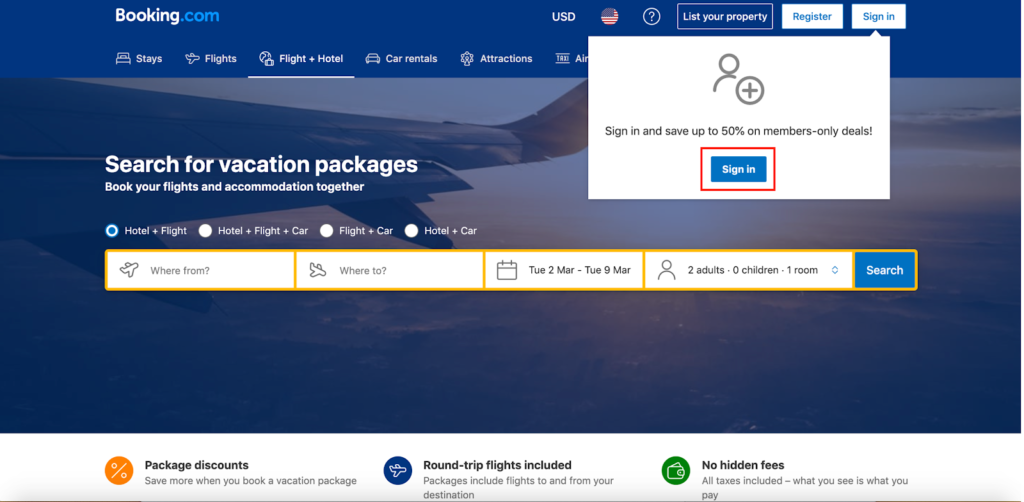 Booking.com
USD
List your property
Register
Sign in
Stays
Flights
Flight + Hotel
Car rentals
Attractions
TAXI
Sign in and save up to 50% on members-only deals!
Sign in
Search for vacation packages
Book your flights and accommodation together
Hotel + Flight
Hotel + Flight + Car
Flight + Car
Hotel + Car
Where from?
Where to?
Tue 2 Mar - Tue 9 Mar
2 adults · 0 children · 1 room
Search
Package discounts
Save more when you book a vacation package
Round-trip flights included
Packages include flights to and from your
destination
No hidden fees
All taxes included – what you see is what you
pay